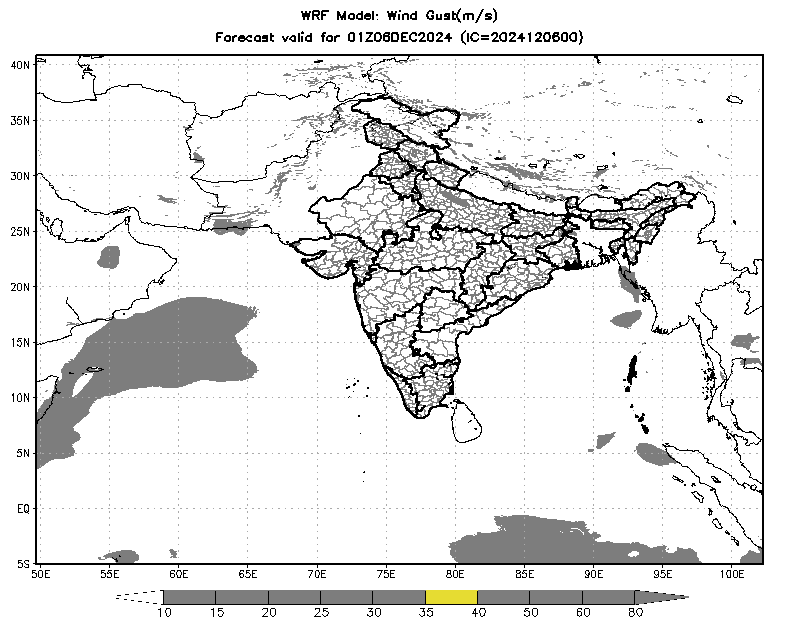 WRF Model: Wind Gust(m/s)
Forecast valid for 01Z06DEC2024 (IC=2024120600)
40N
35N
30N
25N
20N
15N
10N
5N
EQ
5S
50E 55E 60E 65E 70E 75E 80E 85E 90E 95E 100E
10 15 20 25 30 35 40 50 60 80